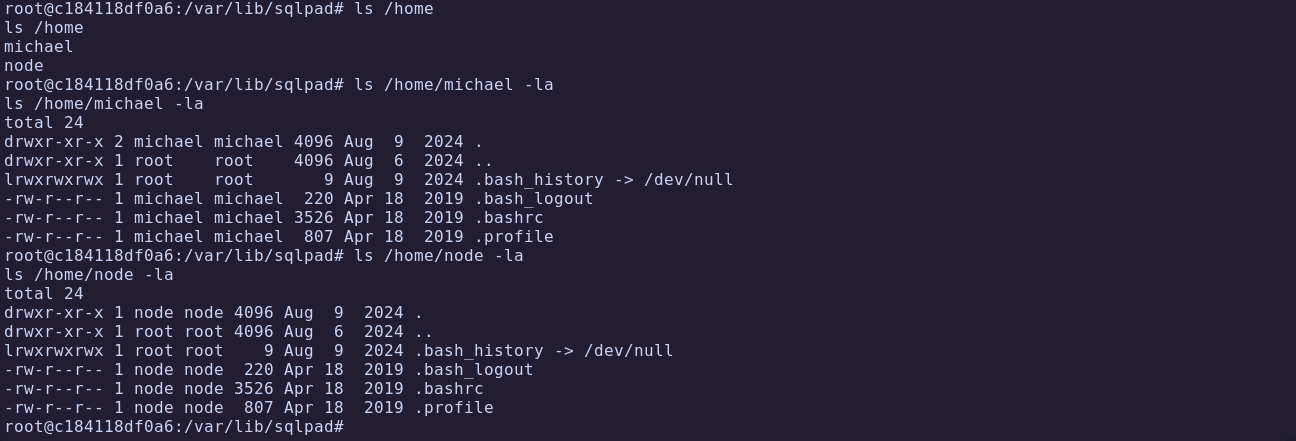 root@c184118df0a6:/var/lib/sqlpad# ls /home
ls /home
michael
node
root@c184118df0a6:/var/lib/sqlpad# ls /home/michael -la
ls /home/michael -la
total 24
drwxr-xr-x 2 michael michael 4096 Aug  9  2024 .
drwxr-xr-x 1 root    root    4096 Aug  6  2024 ..
lrwxrwxrwx 1 root    root       9 Aug  9  2024 .bash_history -> /dev/null
-rw-r--r-- 1 michael michael  220 Apr 18  2019 .bash_logout
-rw-r--r-- 1 michael michael 3526 Apr 18  2019 .bashrc
-rw-r--r-- 1 michael michael  807 Apr 18  2019 .profile
root@c184118df0a6:/var/lib/sqlpad# ls /home/node -la
ls /home/node -la
total 24
drwxr-xr-x 1 node node 4096 Aug  9  2024 .
drwxr-xr-x 1 root root 4096 Aug  6  2024 ..
lrwxrwxrwx 1 root root    9 Aug  9  2024 .bash_history -> /dev/null
-rw-r--r-- 1 node node  220 Apr 18  2019 .bash_logout
-rw-r--r-- 1 node node 3526 Apr 18  2019 .bashrc
-rw-r--r-- 1 node node  807 Apr 18  2019 .profile
root@c184118df0a6:/var/lib/sqlpad#